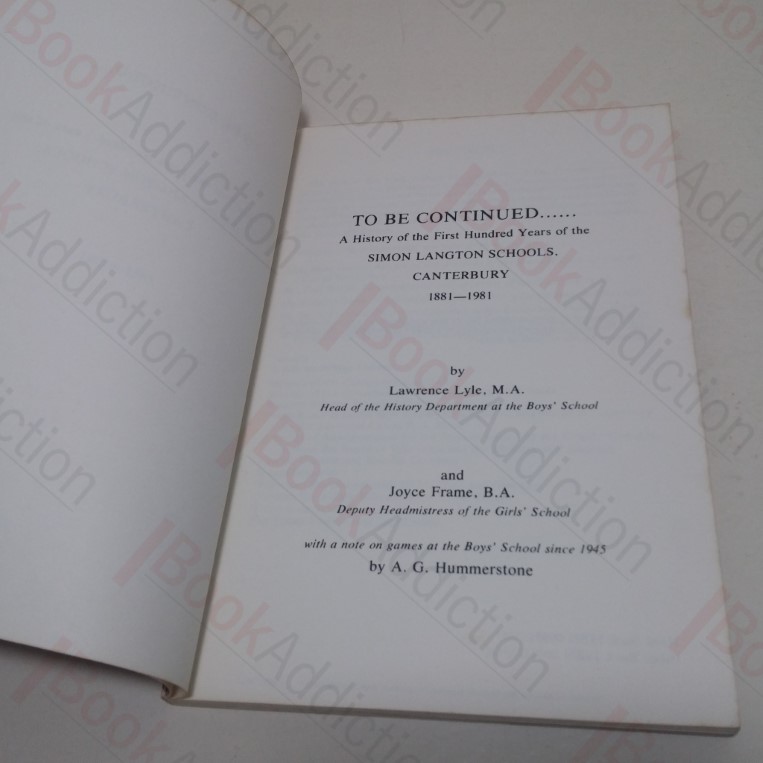 TO BE CONTINUED......
A History of the First Hundred Years of the
SIMON LANGTON SCHOOLS.
CANTERBURY
1881—1981
by
Lawrence Lyle, M.A.
Head of the History Department at the Boys' School
and
Joyce Frame, B.A.
Deputy Headmistress of the Girls' School
with a note on games at the Boys' School since 1945
by A. G. Hummerstone
BookAddiction